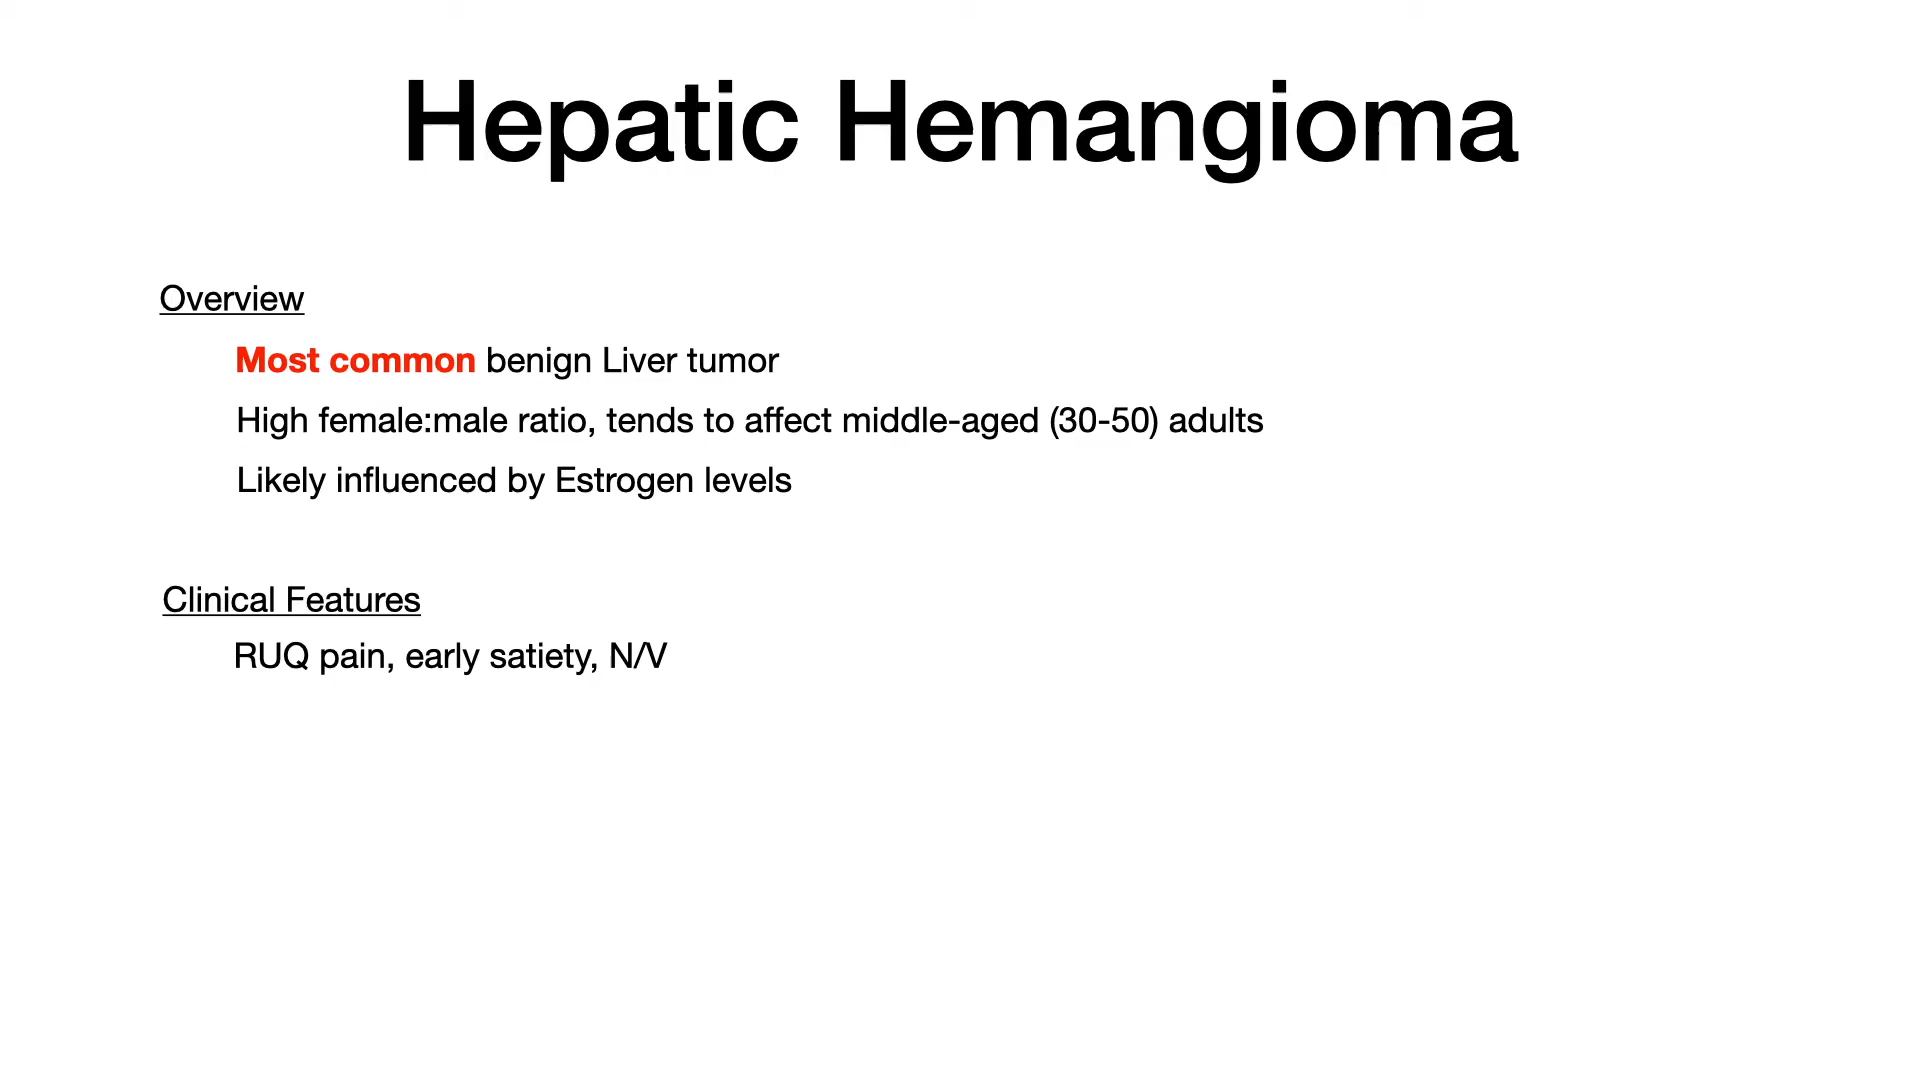 Hepatic Hemangioma
Overview
Most common benign Liver tumor
High female:male ratio, tends to affect middle-aged (30-50) adults
Likely influenced by Estrogen levels
Clinical Features
RUQ pain, early satiety, N/V